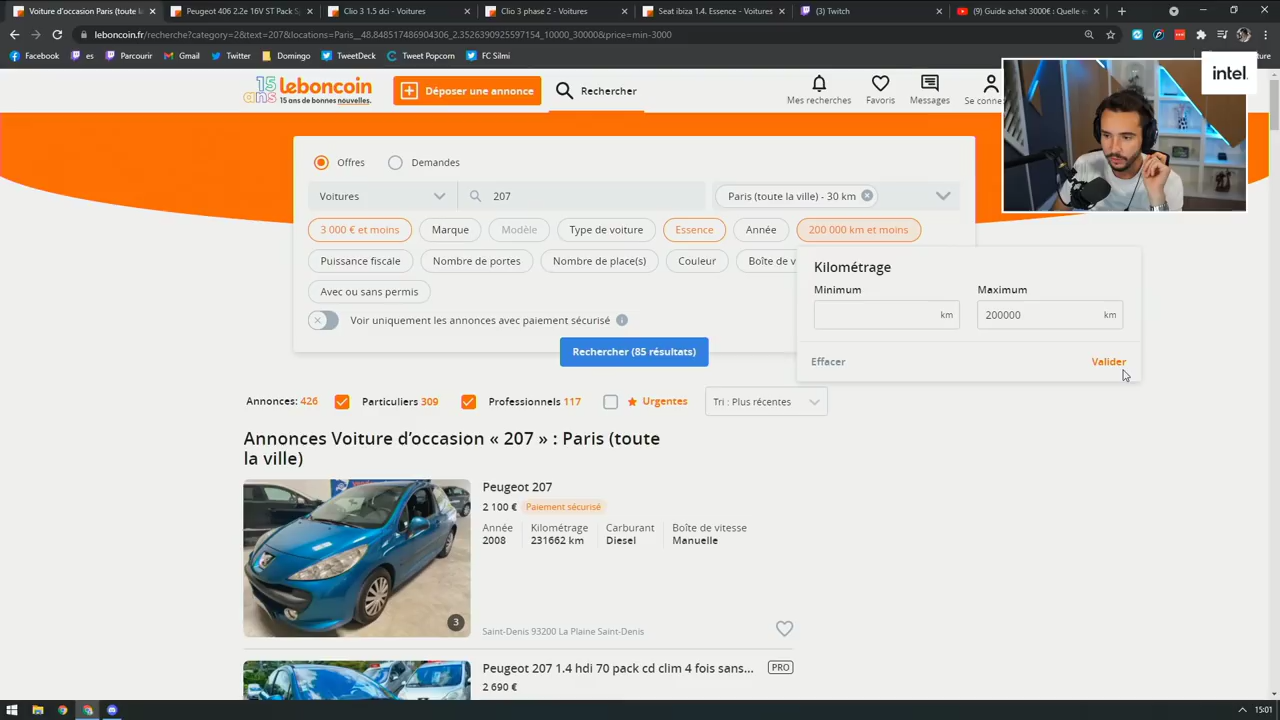 Voiture d'occasion Paris (toute l
Peugeot 406 2.2e 16V ST Pack S
Clio 3 1.5 dci - Voitures
Clio 3 phase 2 - Voitures
Seat ibiza 1.4. Essence - Voitures
(3) Twitch
(9) Guide achat 3000€ : Quelle e
leboncoin.fr/recherche?category=2&text=207&locations=Paris__48.848517486904306_2.3526390925597154_10000_30000&price=min-3000
Facebook
es
Parcourir
Gmail
Twitter
Domingo
Tweet Popcorn
FC Silmi
intel.
15 ans
leboncoin
15 ans de bonnes nouvelles.
Déposer une annonce
Rechercher
Mes recherches
Favoris
Messages
Se conne
Offres
Demandes
Voitures
207
Paris (toute la ville) - 30 km
3 000 € et moins
Marque
Modèle
Type de voiture
Essence
Année
200 000 km et moins
Puissance fiscale
Nombre de portes
Nombre de place(s)
Couleur
Boîte de v
Avec ou sans permis
Kilométrage
Minimum
Maximum
km
200000
km
Effacer
Valider
Voir uniquement les annonces avec paiement sécurisé
Rechercher (85 résultats)
Annonces: 426
Particuliers 309
Professionnels 117
Urgentes
Tri : Plus récentes
Annonces Voiture d'occasion « 207 » : Paris (toute
la ville)
Peugeot 207
2 100 €
Paiement sécurisé
Année
Kilométrage
Carburant
Boîte de vitesse
2008
231662 km
Diesel
Manuelle
3
Saint-Denis 93200 La Plaine Saint-Denis
Peugeot 207 1.4 hdi 70 pack cd clim 4 fois sans...
PRO
2 690 €
15:01